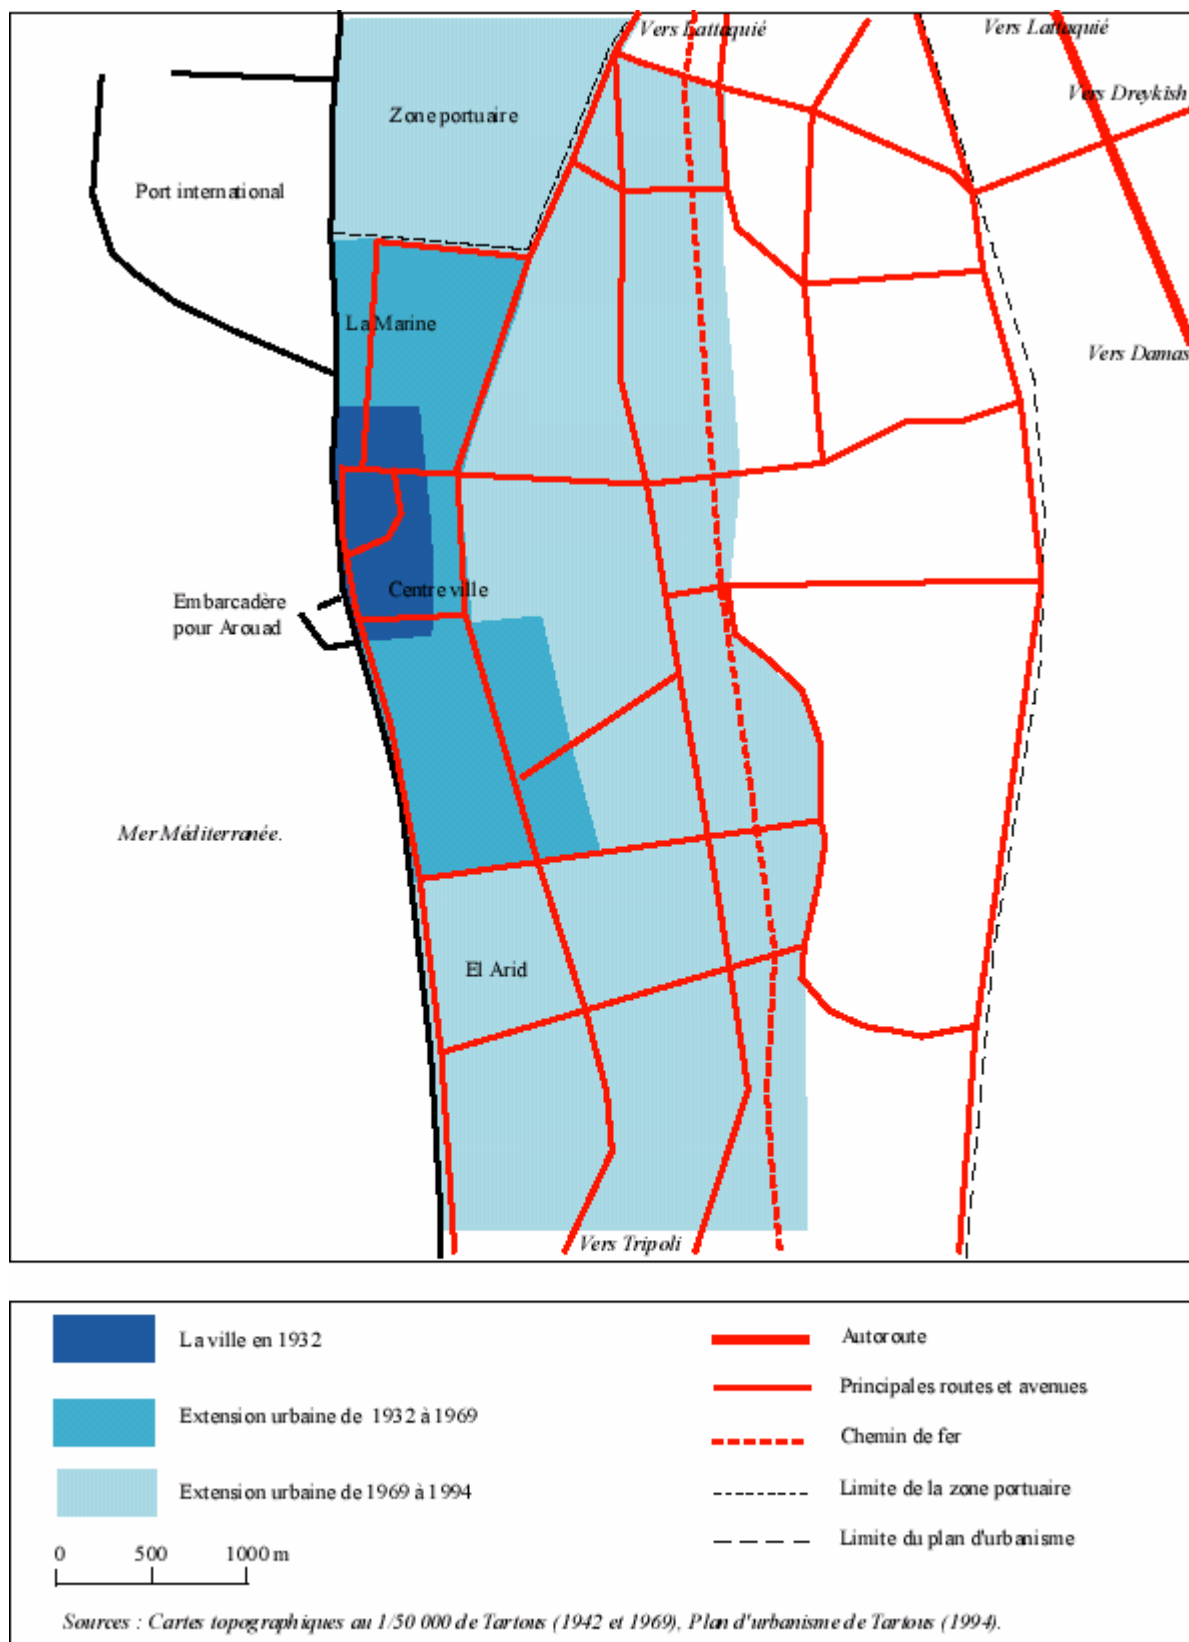 Vers Lattaquié
Vers Lattaquié
Vers Dreykish
Zone portuaire
Port international
La Marine
Vers Damas
Centre ville
Embarcadère
pour Arouad
Mer Méditerranée.
El Arid
Vers Tripoli
La ville en 1932
Extension urbaine de 1932 à 1969
Extension urbaine de 1969 à 1994
0 500 1000 m
Autoroute
Principales routes et avenues
Chemin de fer
Limite de la zone portuaire
Limite du plan d'urbanisme
Sources : Cartes topographiques au 1/50 000 de Tartous (1942 et 1969), Plan d'urbanisme de Tartous (1994).